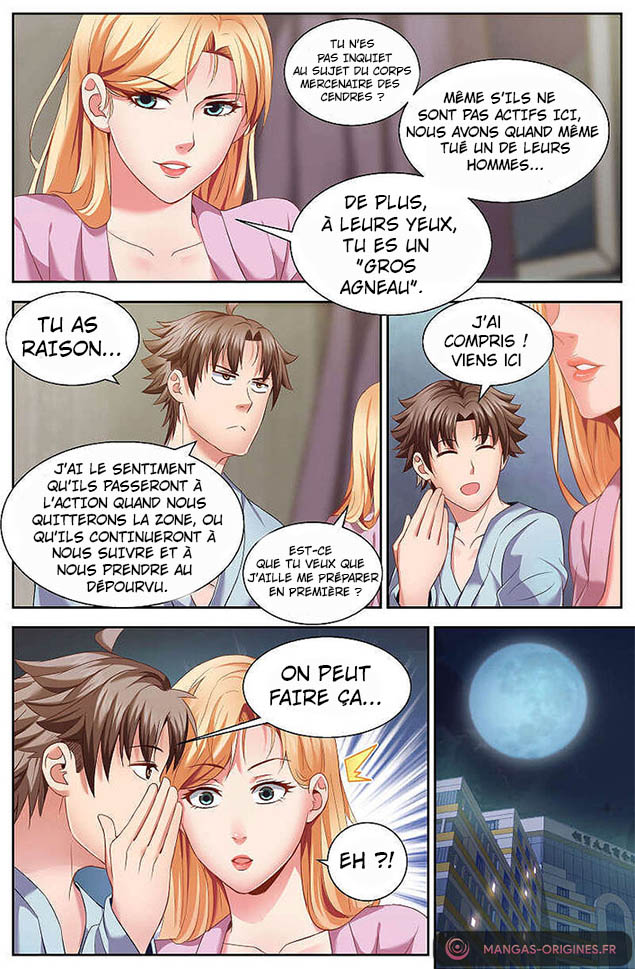 TU N'ES
PAS INQUIET
AU SUJET DU CORPS
MERCENAIRE DES
CENDRES ?
MÊME S'ILS NE
SONT PAS ACTIFS ICI,
NOUS AVONS QUAND MÊME
TUÉ UN DE LEURS
HOMMES...
DE PLUS,
À LEURS YEUX,
TU ES UN
"GROS
AGNEAU".
TU AS
RAISON...
J'AI LE SENTIMENT
QU'ILS PASSERONT À
L'ACTION QUAND NOUS
QUITTERONS LA ZONE, OU
QU'ILS CONTINUERONT À
NOUS SUIVRE ET À
NOUS PRENDRE AU
DÉPOURVU.
EST-CE
QUE TU VEUX QUE
J'AILLE ME PRÉPARER
EN PREMIÈRE ?
J'AI
COMPRIS !
VIENS ICI
ON PEUT
FAIRE ÇA...
EH ?!
MANGAS-ORIGINES.FR